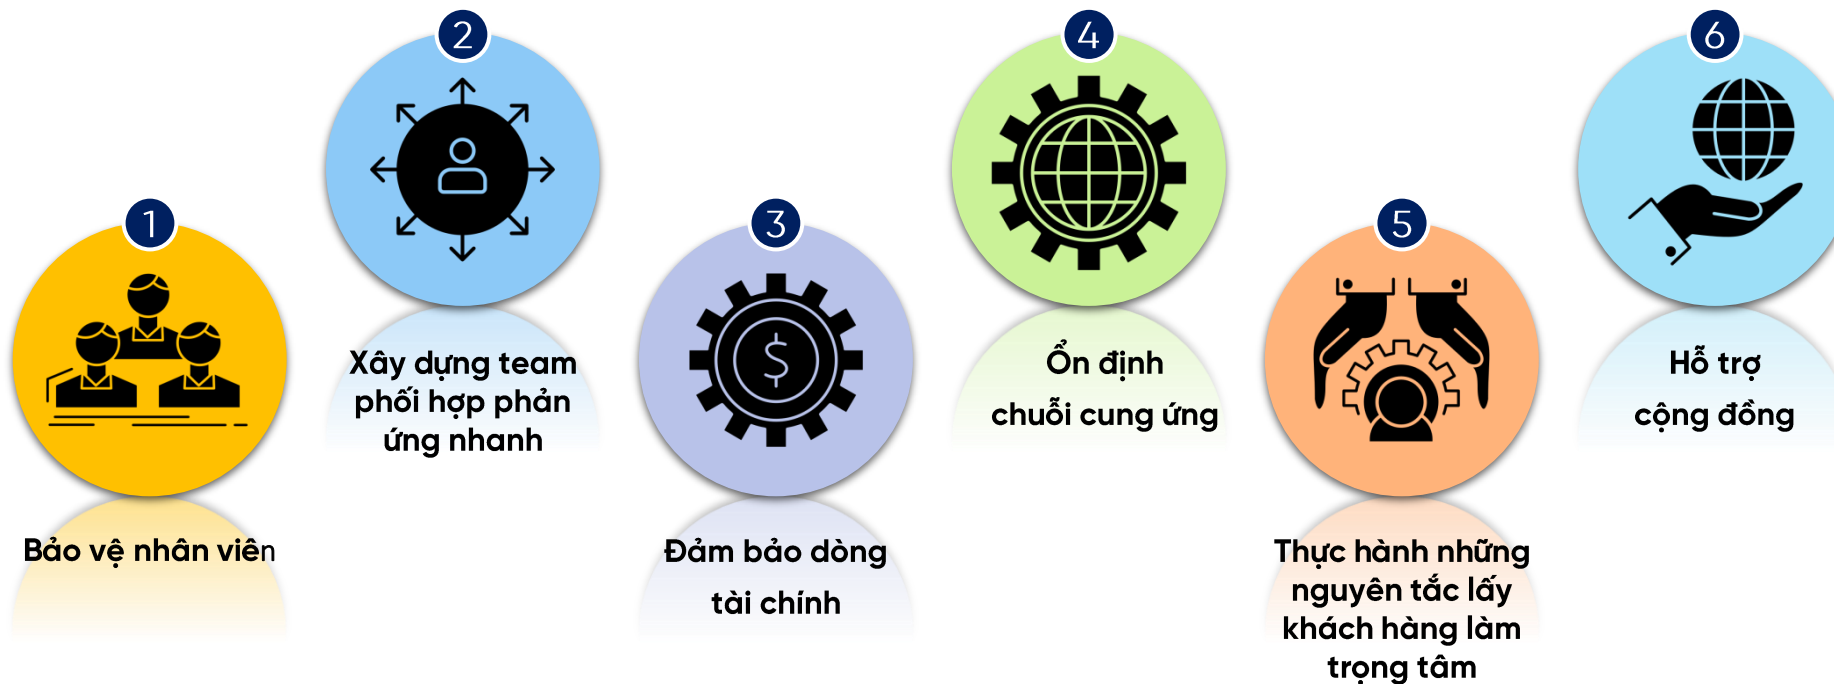 1
Bảo vệ nhân viên
2
Xây dựng team
phối hợp phản
ứng nhanh
3
$
Đảm bảo dòng
tài chính
4
Ổn định
chuỗi cung ứng
5
Thực hành những
nguyên tắc lấy
khách hàng làm
trọng tâm
6
Hỗ trợ
cộng đồng